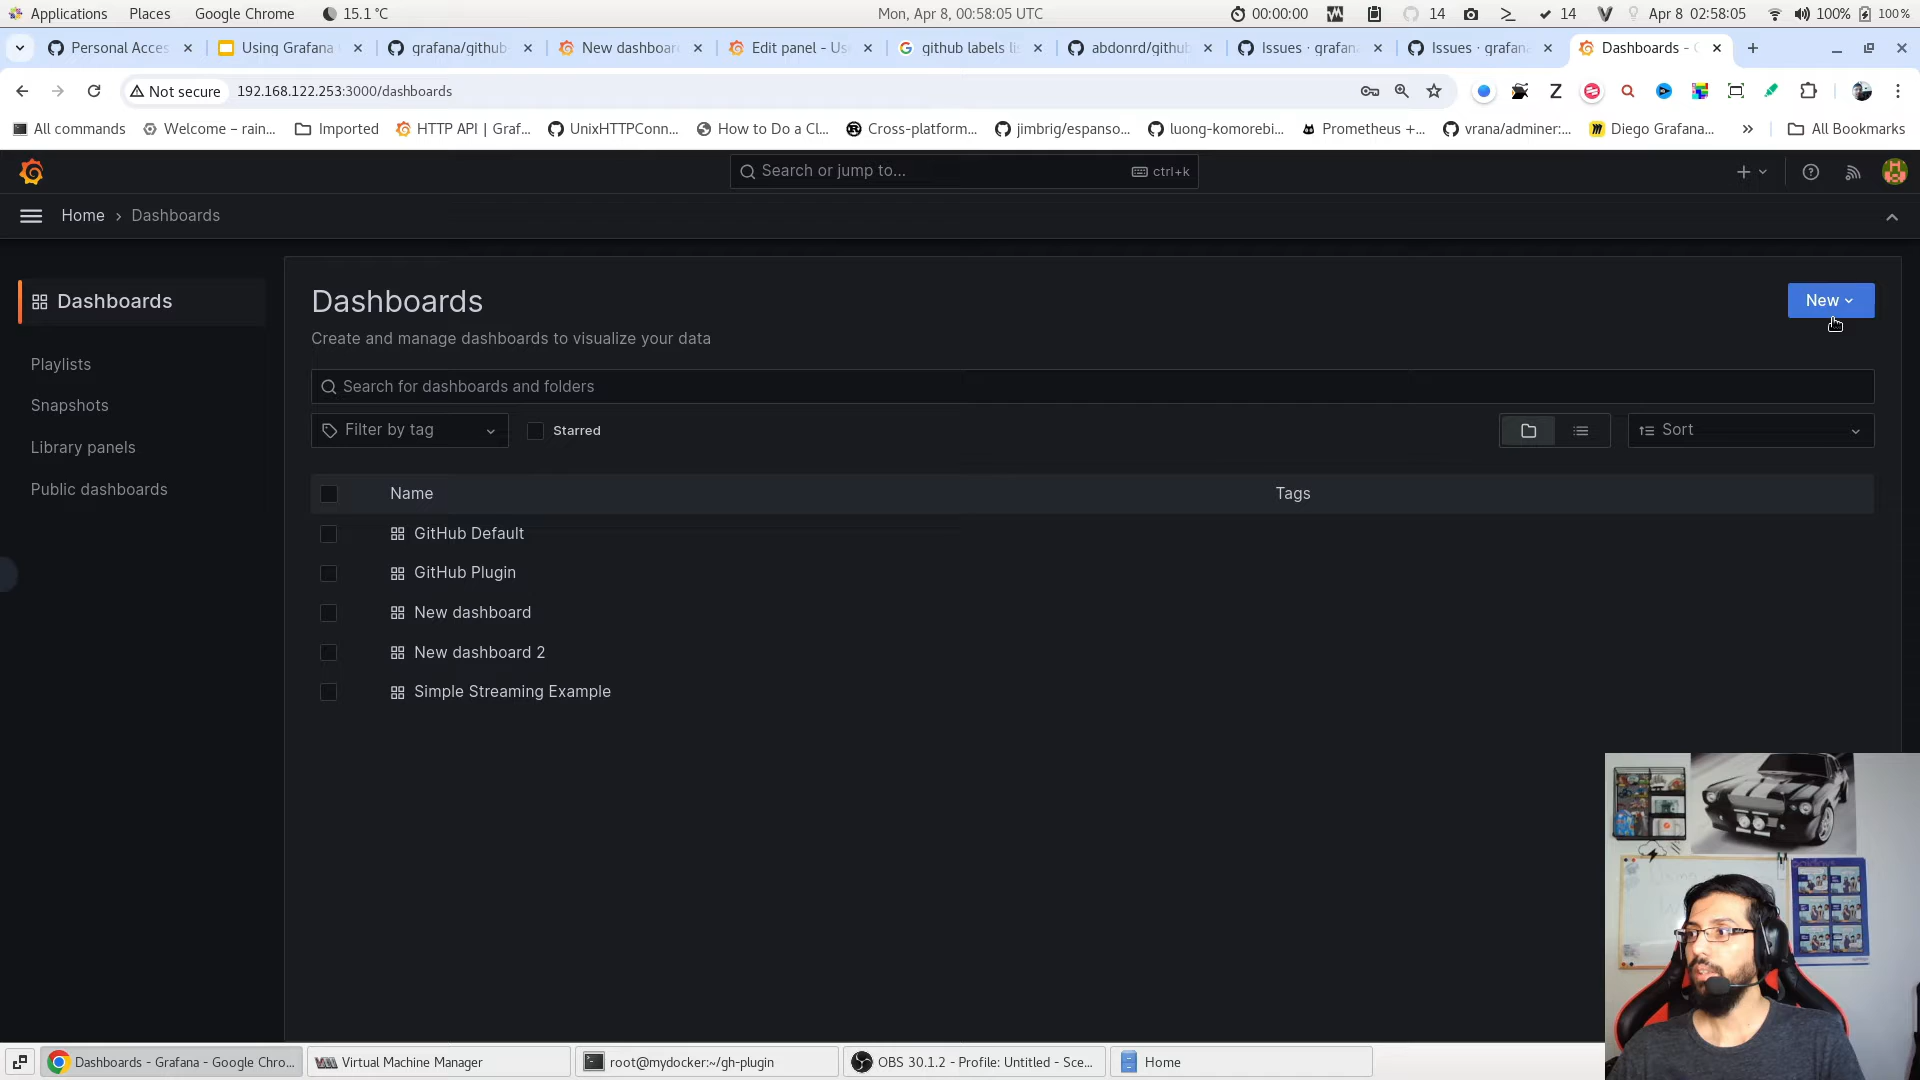 Applications Places Google Chrome 15.1 °C Mon, Apr 8, 00:58:05 UTC 00:00:00 14 14 Apr 8 02:58:05 100% 100%
Personal Acces Using Grafana grafana/github New dashboar Edit panel - Us github labels li abdonrd/github Issues · grafana Issues · grafan Dashboards -
Not secure 192.168.122.253:3000/dashboards
All commands Welcome – rain... Imported HTTP API | Graf... UnixHTTPConn... How to Do a Cl... Cross-platform... jimbrig/espanso... luong-komorebi... Prometheus +... vrana/adminer:... Diego Grafana... » All Bookmarks
Search or jump to... ctrl+k
Home › Dashboards
Dashboards
Playlists
Snapshots
Library panels
Public dashboards
Dashboards
New
Create and manage dashboards to visualize your data
Search for dashboards and folders
Filter by tag Starred Sort
Name Tags
GitHub Default
GitHub Plugin
New dashboard
New dashboard 2
Simple Streaming Example
Dashboards - Grafana - Google Chro... Virtual Machine Manager root@mydocker:~/gh-plugin OBS 30.1.2 - Profile: Untitled - Sce... Home